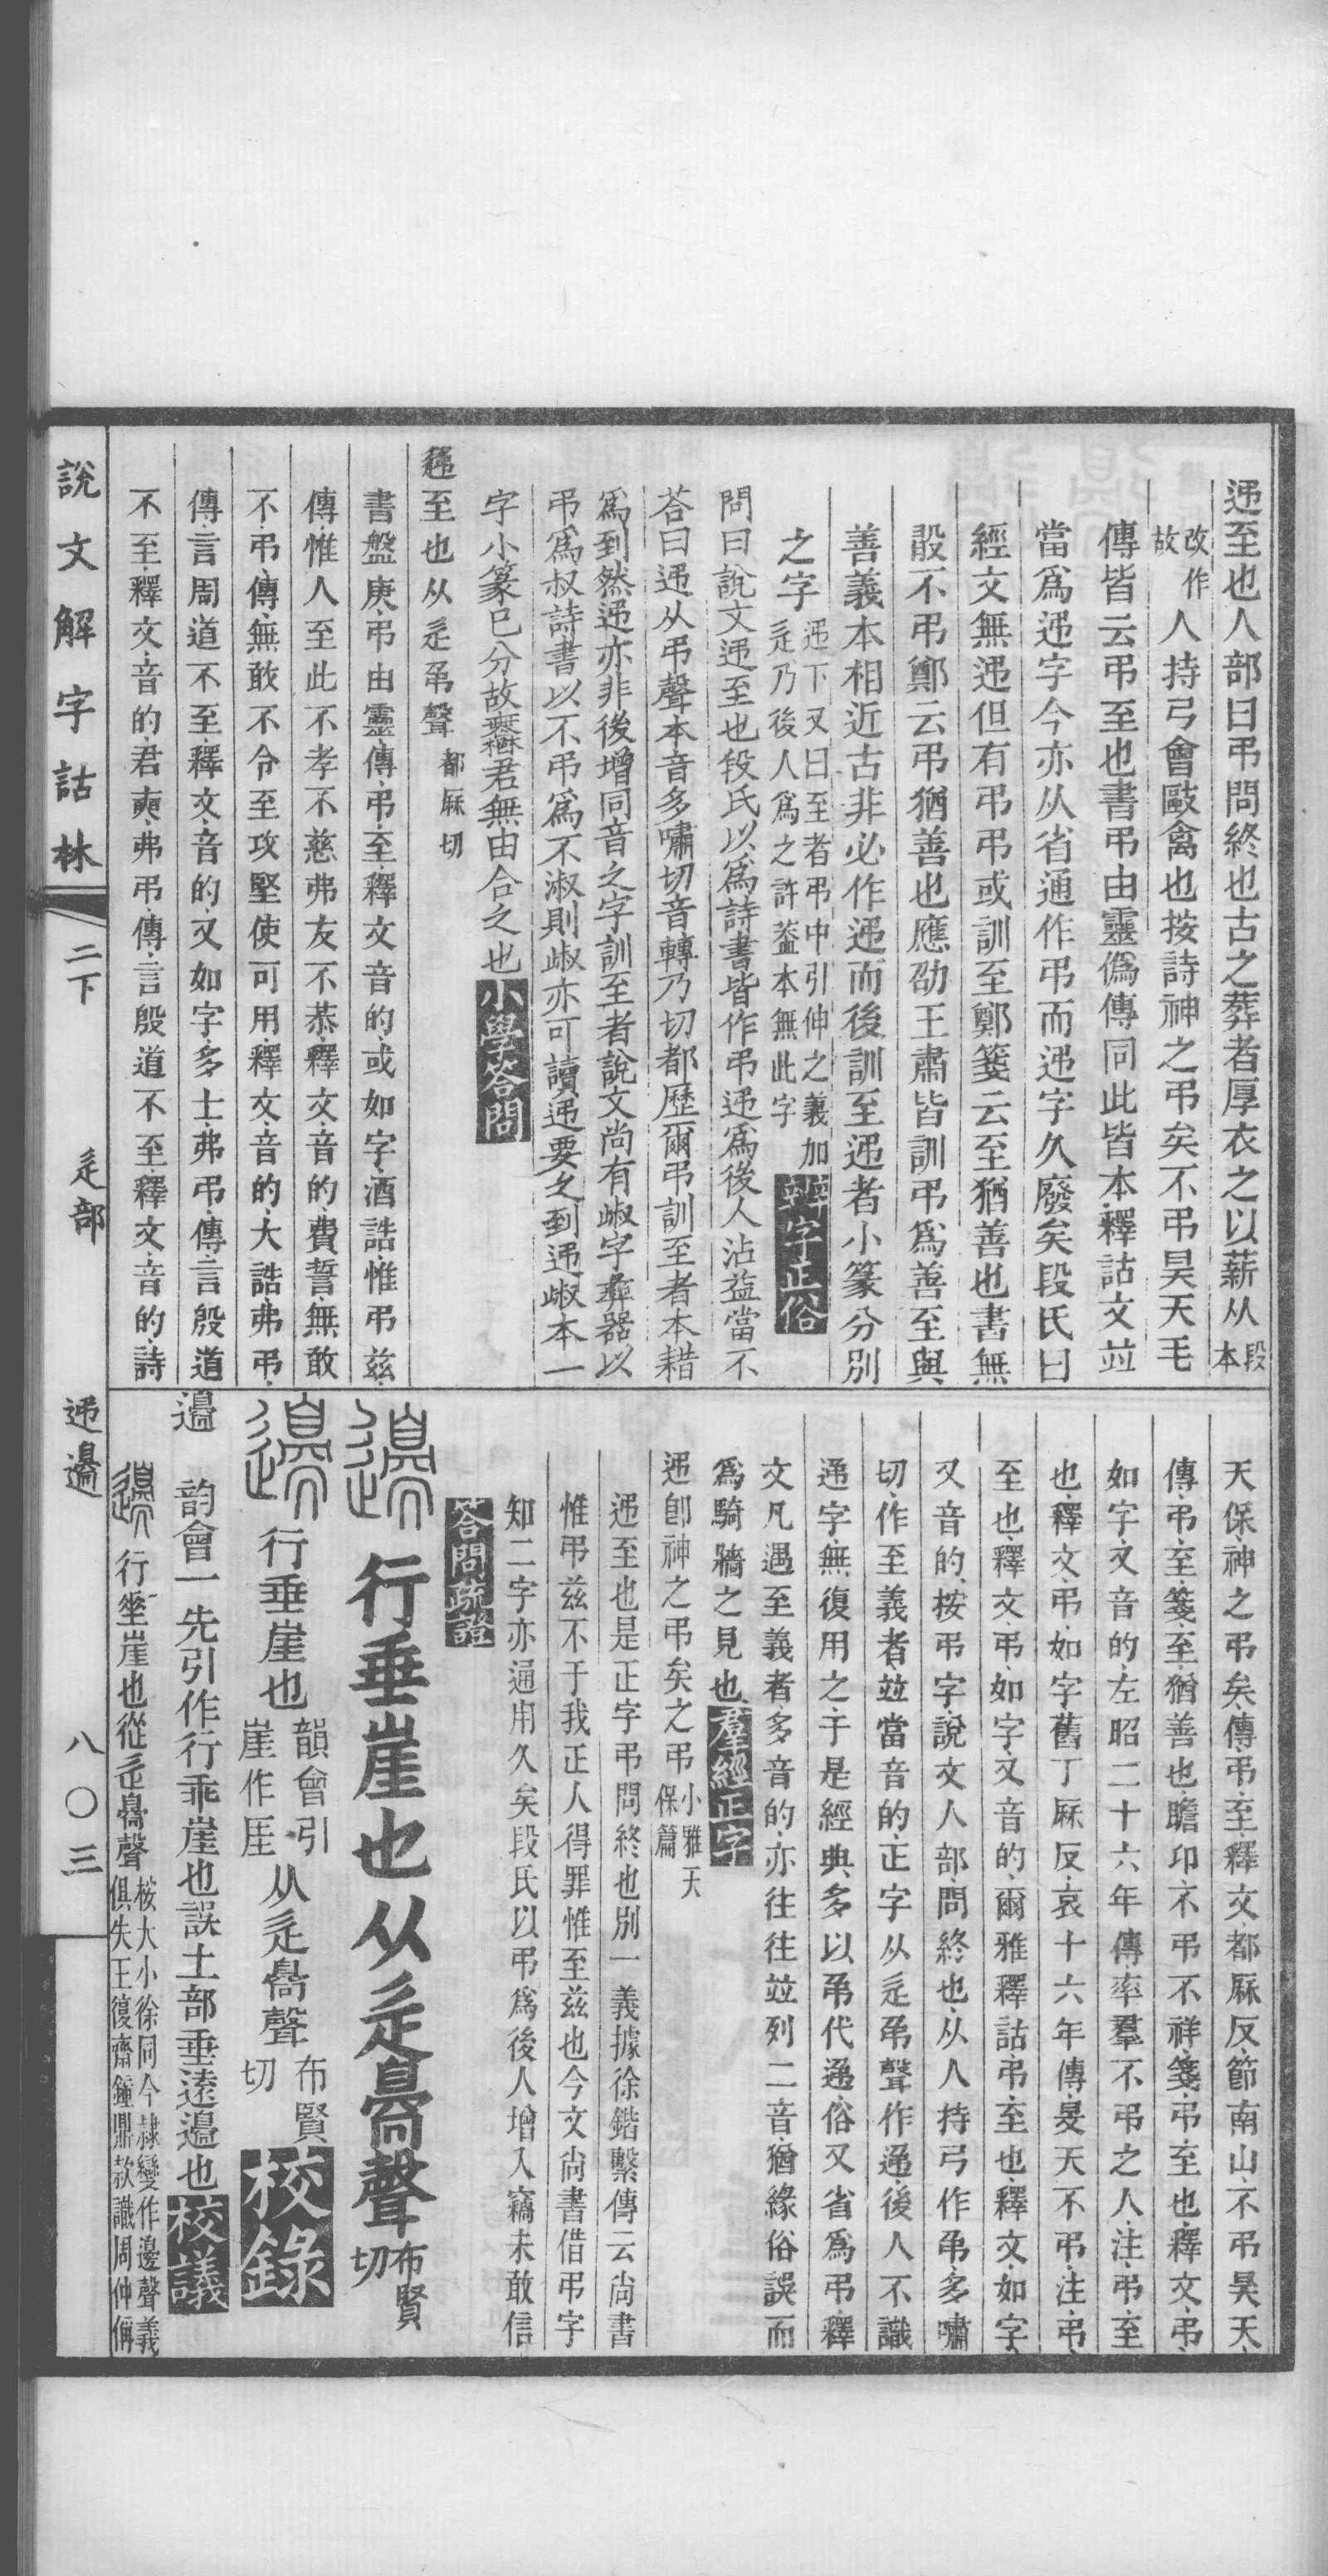 迅至也人部曰弔問終也古之葬者厚衣之以薪从段本
改作故人持弓會敺禽也按詩神之弔矣不弔昊天毛
傳皆云弔至也書弔由靈僞傳同此皆本釋詁文竝
當爲迅字今亦从省通作弔而迅字久廢矣段氏曰
經文無迅但有弔弔或訓至鄭箋云至猶善也書無
嗀不弔鄭云弔猶善也應劭王肅皆訓弔爲善至與
善義本相近古非必作迅而後訓至迅者小篆分別
之字迅下又曰至者弔中引伸之義加辵乃後人爲之許葢本無此字辨字正俗
問曰說文迅至也段氏以爲詩書皆作弔迅爲後人沾益當不
荅曰迅从弔聲本音多嘯切音轉乃切都歷爾弔訓至者本耤
爲到然迅亦非後增同音之字訓至者說文尚有𡳾字彝器以
弔爲叔詩書以不弔爲不淑則𡳾亦可讀迅要之到迅𡳾本一
字小篆已分故𣝣君無由合之也小學答問
迅至也从辵弔聲都厤切
書盤庚弔由靈傳弔至釋文音的或如字酒誥惟弔兹
傳惟人至此不孝不慈弗友不恭釋文音的費誓無敢
不弔傳無敢不令至攻堅使可用釋文音的大誥弗弔
傳言周道不至釋文音的又如字多士弗弔傳言殷道
不至釋文音的君奭弗弔傳言殷道不至釋文音的詩
天保神之弔矣傳弔至釋文都厤反節南山不弔昊天
傳弔至箋至猶善也瞻卬不弔不祥箋弔至也釋文弔
如字又音的左昭二十六年傳率羣不弔之人注弔至
也釋文弔如字舊丁厤反哀十六年傳旻天不弔注弔
至也釋文弔如字又音的爾雅釋詁弔至也釋文如字
又音的按弔字說文人部問終也从人持弓作弔多嘯
切作至義者竝當音的正字从辵弔聲作迅後人不識
迅字無復用之于是經典多以弔代迅俗又省爲弔釋
文凡遇至義者多音的亦往往竝列二音猶緣俗誤而
爲騎牆之見也羣經正字
迅卽神之弔矣之弔小雅天保篇
迅至也是正字弔問終也別一義據徐鍇繫傳云尚書
惟弔兹不于我正人得罪惟至兹也今文尚書借弔字
知二字亦通用久矣段氏以弔爲後人增入竊未敢信
荅問疏證
邊 行垂崖也从辵臱聲布賢切
邊 行垂崖也韻會引崖作厓从辵臱聲布賢切校錄
邊 韵會一先引作行乖崖也誤土部垂遠邊也校議
邊 行垂崖也從辵臱聲桉大小徐同今隸變作邊聲義俱失王復齋鐘鼎款識周仲偁
說文解字詁林 二下 辵部 迅邊 八〇三